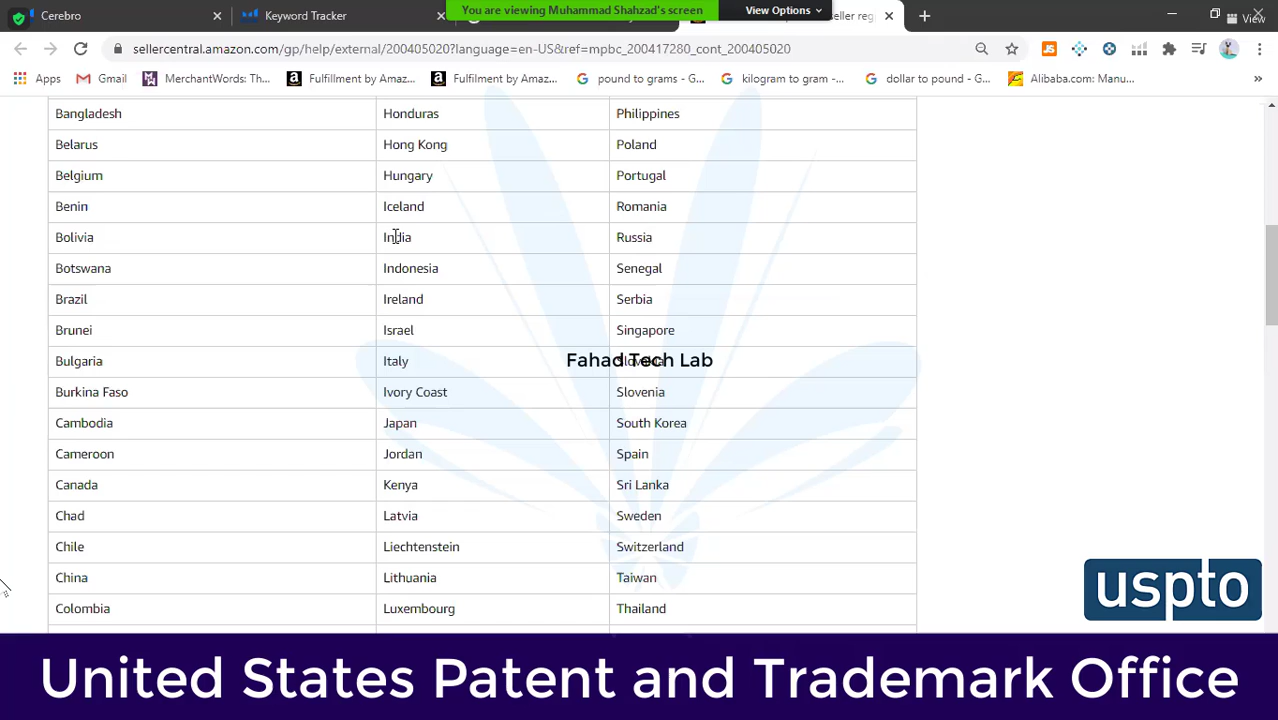 Cerebro
Keyword Tracker
You are viewing Muhammad Shahzad's screen
View Options
seller reg
View
sellercentral.amazon.com/gp/help/external/200405020?language=en-US&ref=mpbc_200417280_cont_200405020
Apps Gmail MerchantWords: Th... Fulfillment by Amaz... Fulfillment by Amaz... pound to grams - G... kilogram to gram -... dollar to pound - G... Alibaba.com: Manu...
Bangladesh Honduras Philippines
Belarus Hong Kong Poland
Belgium Hungary Portugal
Benin Iceland Romania
Bolivia India Russia
Botswana Indonesia Senegal
Brazil Ireland Serbia
Brunei Israel Singapore
Bulgaria Italy
Fahad Tech Lab
Burkina Faso Ivory Coast Slovenia
Cambodia Japan South Korea
Cameroon Jordan Spain
Canada Kenya Sri Lanka
Chad Latvia Sweden
Chile Liechtenstein Switzerland
China Lithuania Taiwan
Colombia Luxembourg Thailand
uspto
United States Patent and Trademark Office